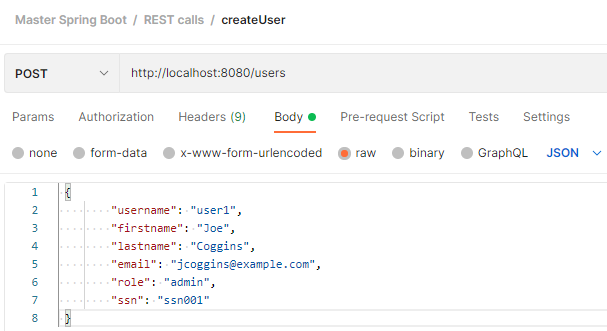 Master Spring Boot / REST calls / createUser
POST http://localhost:8080/users
Params Authorization Headers (9) Body Pre-request Script Tests Settings
none form-data x-www-form-urlencoded raw binary GraphQL JSON
1 {
2 "username": "user1",
3 "firstname": "Joe",
4 "lastname": "Coggins",
5 "email": "jcoggins@example.com",
6 "role": "admin",
7 "ssn": "ssn001"
8 }